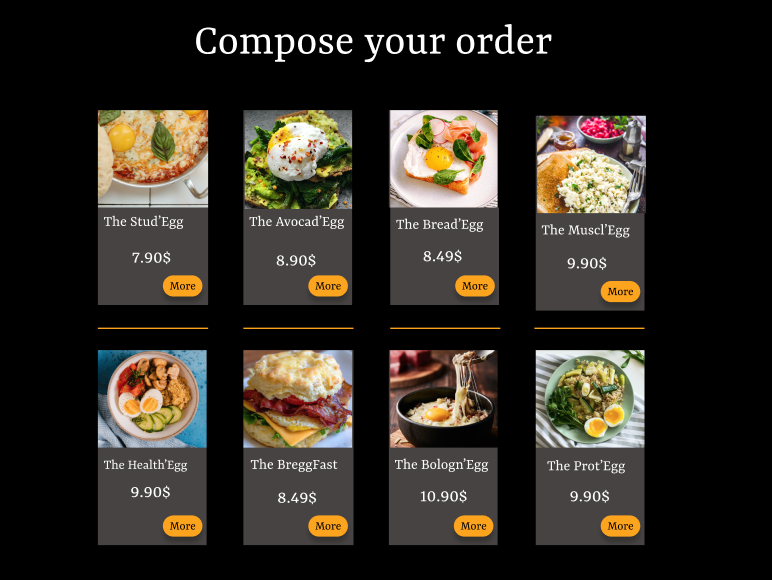 Compose your order
The Stud'Egg
7.90$
More
The Avocad'Egg
8.90$
More
The Bread'Egg
8.49$
More
The Muscl'Egg
9.90$
More
The Health'Egg
9.90$
More
The BreggFast
8.49$
More
The Bologn'Egg
10.90$
More
The Prot'Egg
9.90$
More